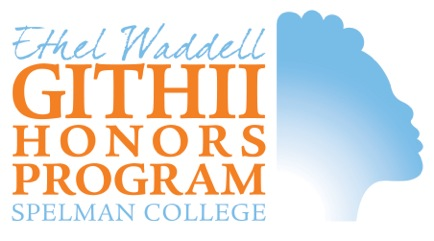 Ethel Waddell
GITHII
HONORS
PROGRAM
SPELMAN COLLEGE